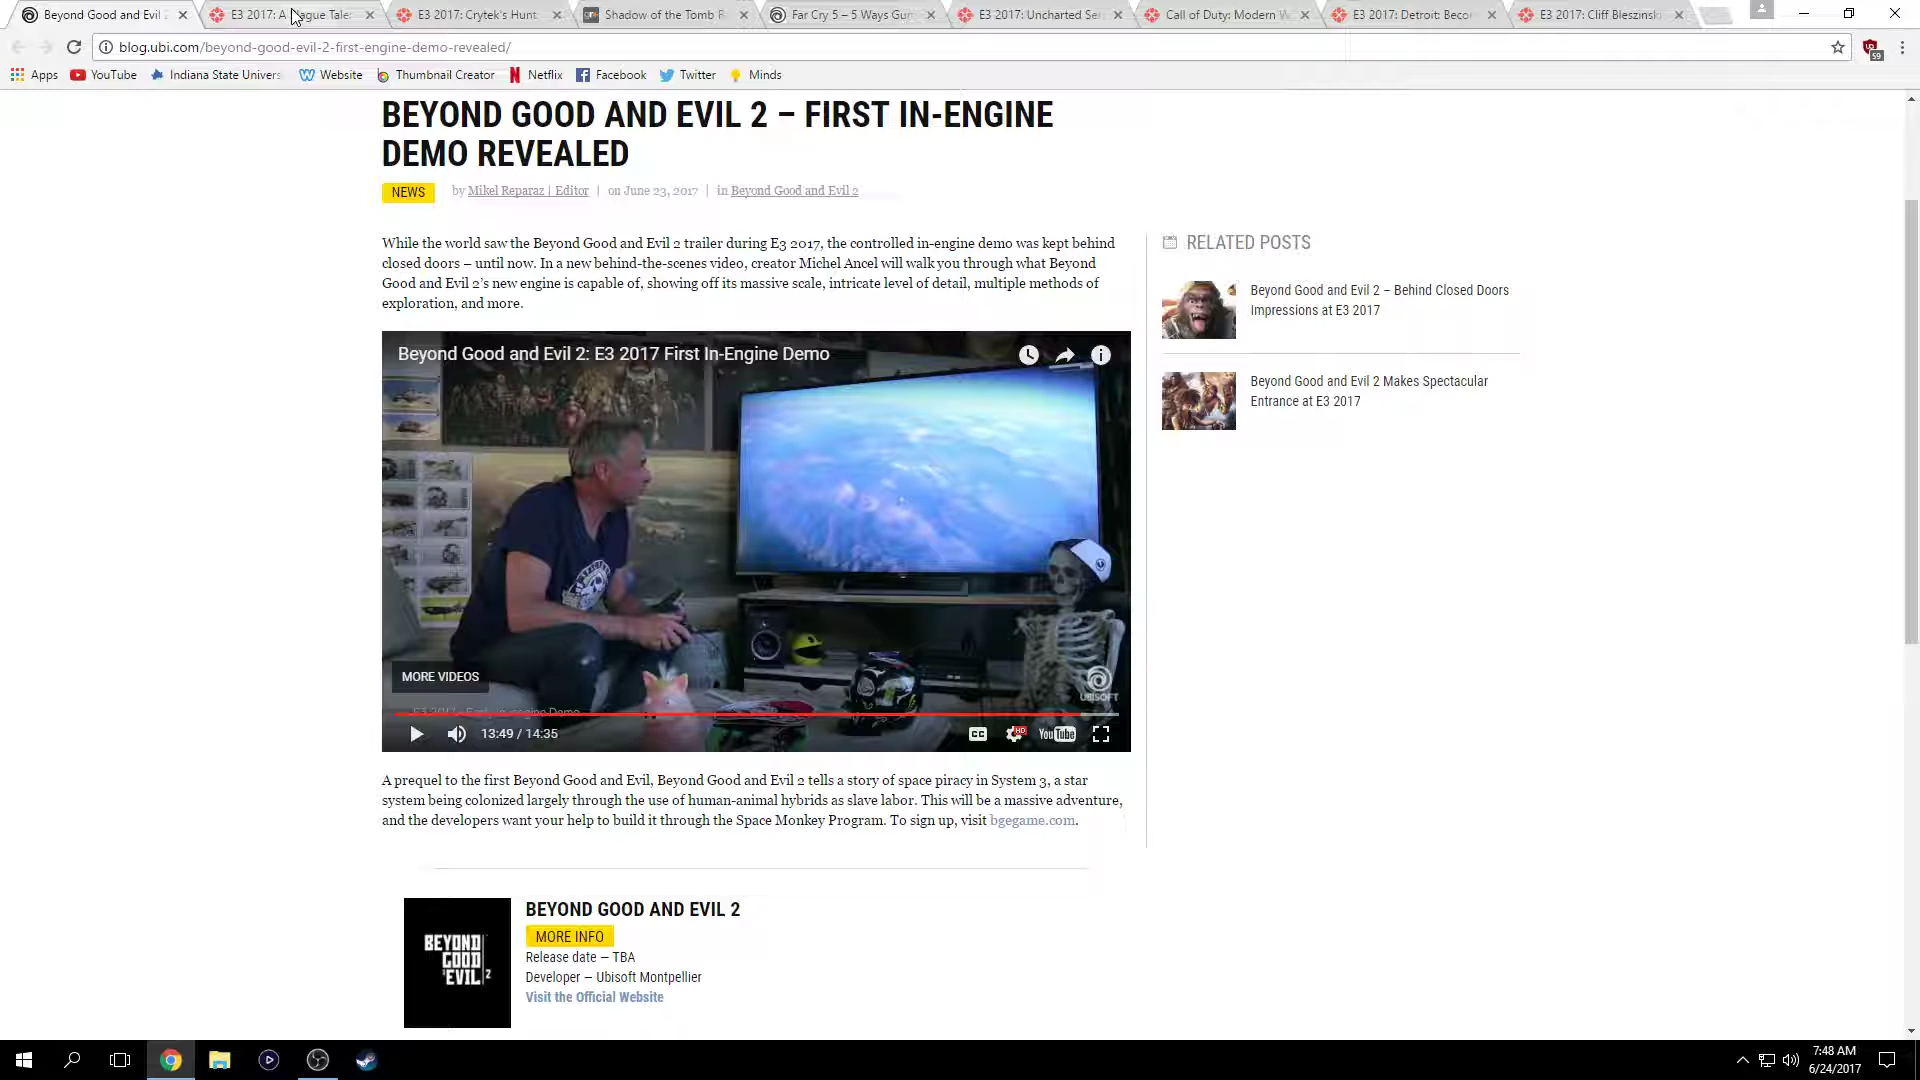 Beyond Good and Evil 2
E3 2017: A Plague Tale:
E3 2017: Crytek's Hunt:
Shadow of the Tomb R
Far Cry 5 – 5 Ways Gun
E3 2017: Uncharted Ser
Call of Duty: Modern W
E3 2017: Detroit: Beco
E3 2017: Cliff Bleszinsk
blog.ubi.com/beyond-good-evil-2-first-engine-demo-revealed/
59
Apps
YouTube
Indiana State Univers
Website
Thumbnail Creator
Netflix
Facebook
Twitter
Minds
BEYOND GOOD AND EVIL 2 – FIRST IN-ENGINE
DEMO REVEALED
NEWS by Mikel Reparaz | Editor | on June 23, 2017 | in Beyond Good and Evil 2
While the world saw the Beyond Good and Evil 2 trailer during E3 2017, the controlled in-engine demo was kept behind
closed doors – until now. In a new behind-the-scenes video, creator Michel Ancel will walk you through what Beyond
Good and Evil 2's new engine is capable of, showing off its massive scale, intricate level of detail, multiple methods of
exploration, and more.
RELATED POSTS
Beyond Good and Evil 2 – Behind Closed Doors
Impressions at E3 2017
Beyond Good and Evil 2 Makes Spectacular
Entrance at E3 2017
Beyond Good and Evil 2: E3 2017 First In-Engine Demo
MORE VIDEOS
UBISOFT
13:49 / 14:35
CC
HD
YouTube
A prequel to the first Beyond Good and Evil, Beyond Good and Evil 2 tells a story of space piracy in System 3, a star
system being colonized largely through the use of human-animal hybrids as slave labor. This will be a massive adventure,
and the developers want your help to build it through the Space Monkey Program. To sign up, visit bgegame.com.
BEYOND
GOOD
& EVIL 2
BEYOND GOOD AND EVIL 2
MORE INFO
Release date – TBA
Developer – Ubisoft Montpellier
Visit the Official Website
7:48 AM
6/24/2017